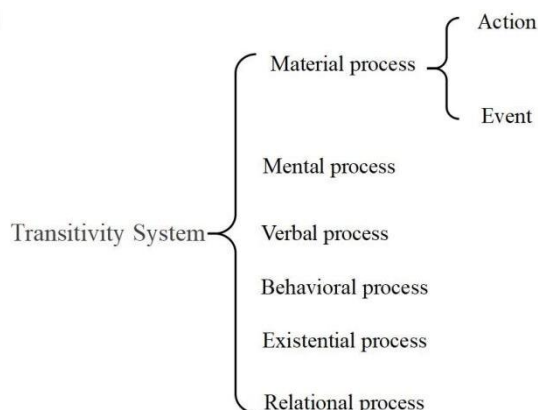 Action
Material process
Event
Mental process
Transitivity System
Verbal process
Behavioral process
Existential process
Relational process